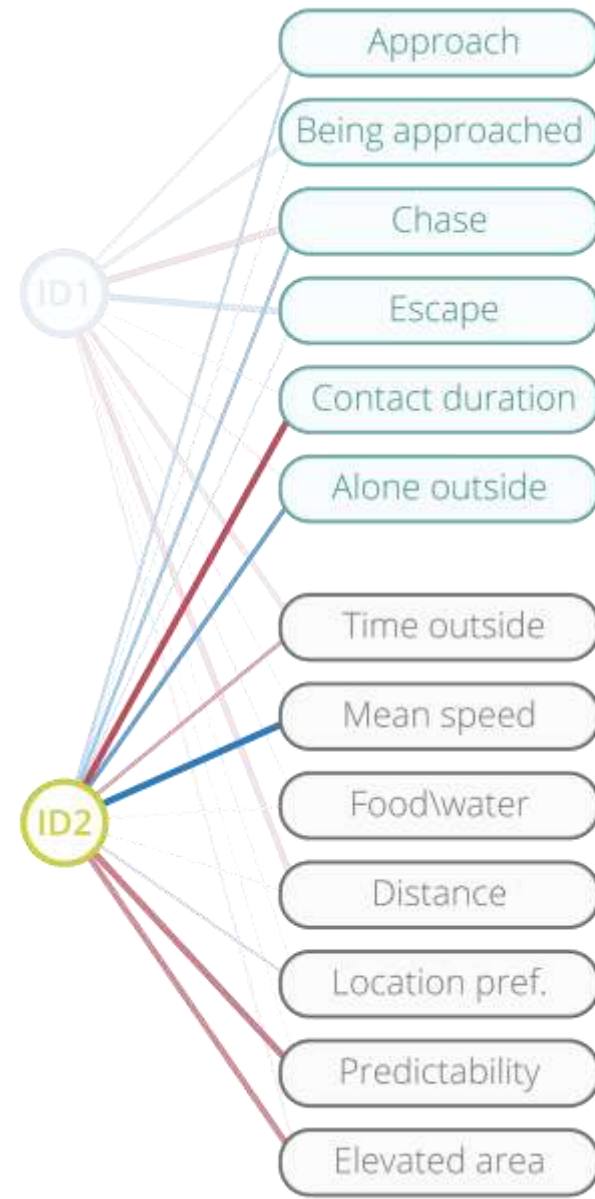 Approach
Being approached
Chase
ID1
Escape
Contact duration
Alone outside
Time outside
Mean speed
Food\water
ID2
Distance
Location pref.
Predictability
Elevated area